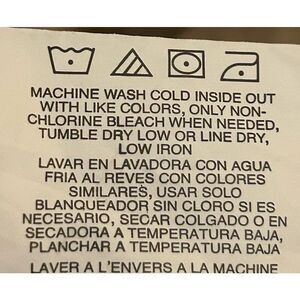 MACHINE WASH COLD INSIDE OUT
WITH LIKE COLORS, ONLY NON-
CHLORINE BLEACH WHEN NEEDED,
TUMBLE DRY LOW OR LINE DRY,
LOW IRON
LAVAR EN LAVADORA CON AGUA
FRIA AL REVES CON COLORES
SIMILARES, USAR SOLO
BLANQUEADOR SIN CLORO SI ES
NECESARIO, SECAR COLGADO O EN
SECADORA A TEMPERATURA BAJA,
PLANCHAR A TEMPERATURA BAJA
LAVER A L'ENVERS A LA MACHINE